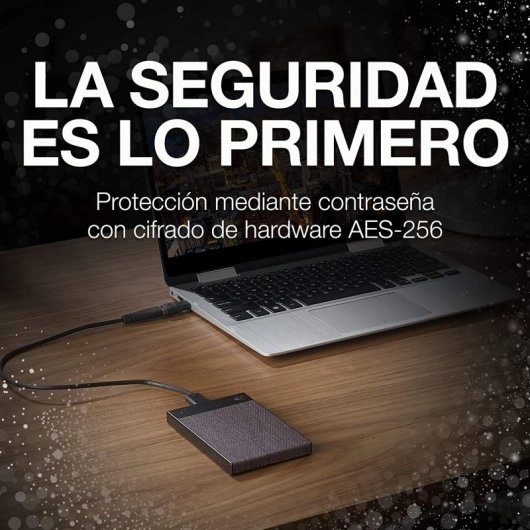 LA SEGURIDAD
ES LO PRIMERO
Protección mediante contraseña
con cifrado de hardware AES-256